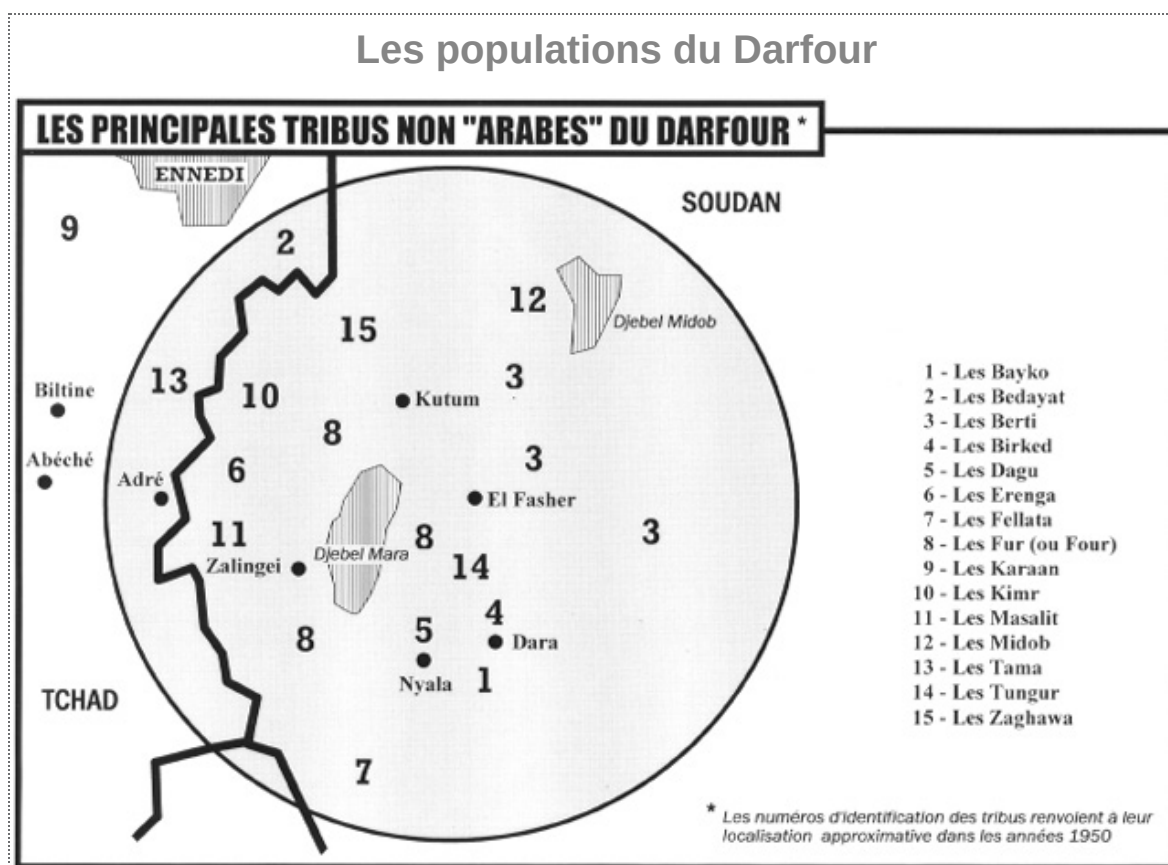 Les populations du Darfour
LES PRINCIPALES TRIBUS NON "ARABES" DU DARFOUR *
ENNEDI
SOUDAN
9
2
12
Djebel Midob
15
13
10
3
Biltine
Kutum
8
Abéché
6
3
Adré
El Fasher
11
8
3
Djebel Mara
Zalingei
14
4
8
5
Dara
Nyala
1
TCHAD
7
1 - Les Bayko
2 - Les Bedayat
3 - Les Berti
4 - Les Birked
5 - Les Dagu
6 - Les Erenga
7 - Les Fellata
8 - Les Fur (ou Four)
9 - Les Karaan
10 - Les Kimr
11 - Les Masalit
12 - Les Midob
13 - Les Tama
14 - Les Tungur
15 - Les Zaghawa
* Les numéros d'identification des tribus renvoient à leur
localisation approximative dans les années 1950